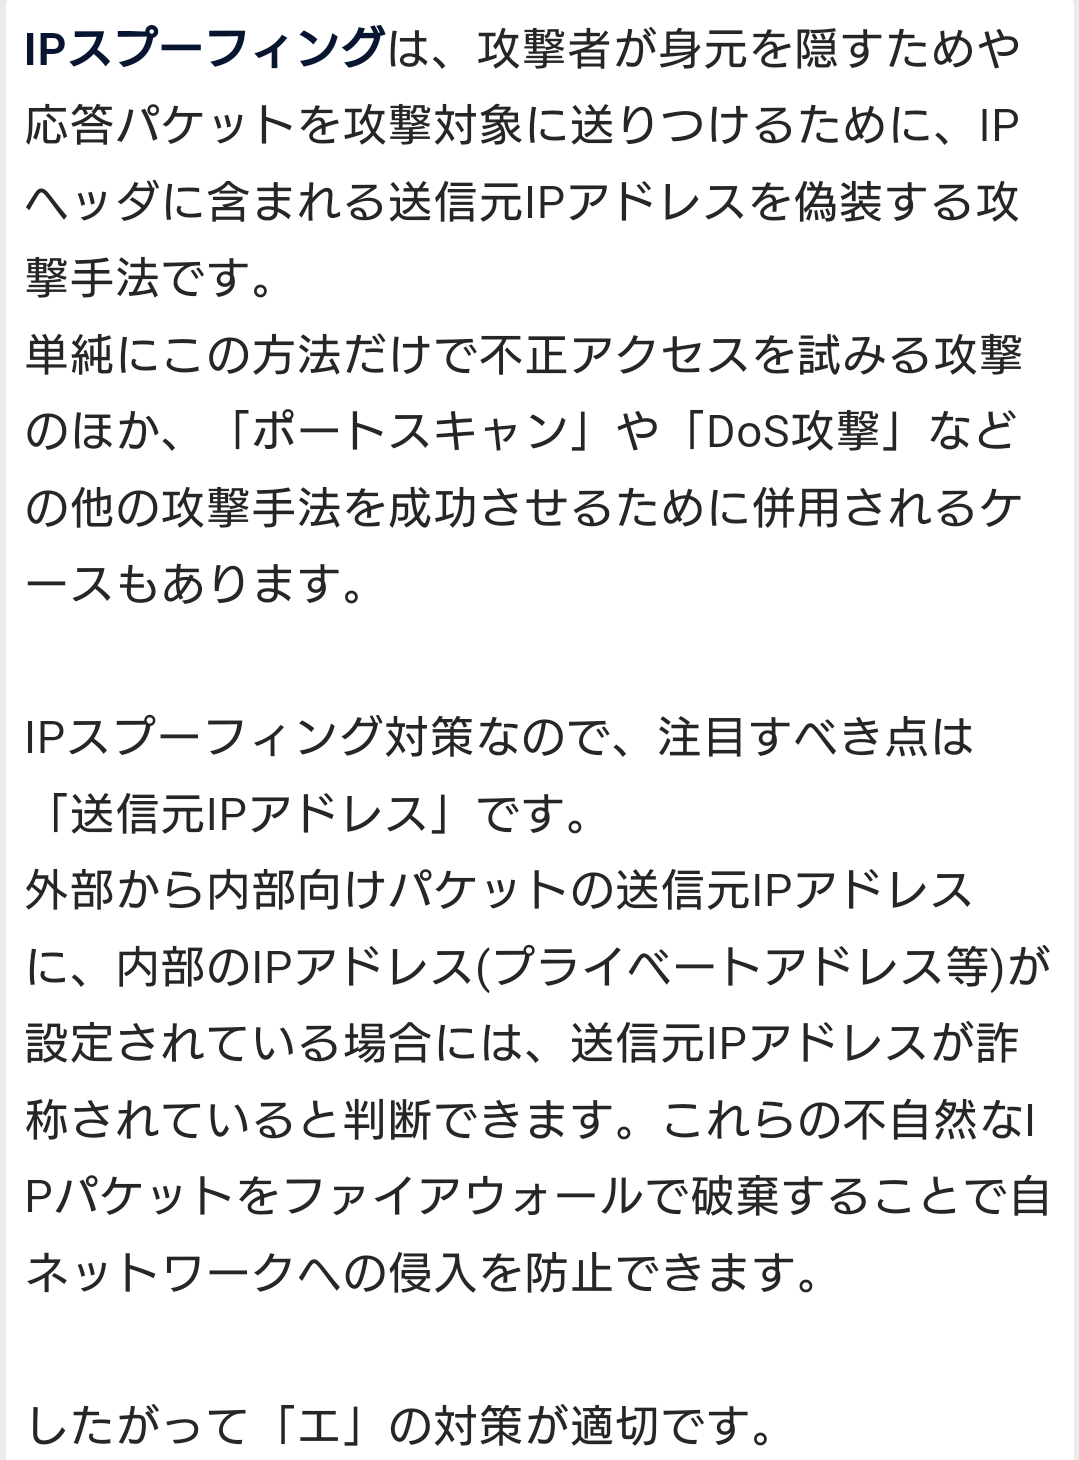 IPスプーフィングは、攻撃者が身元を隠すためや
応答パケットを攻撃対象に送りつけるために、IP
ヘッダに含まれる送信元IPアドレスを偽装する攻
撃手法です。
単純にこの方法だけで不正アクセスを試みる攻撃
のほか、「ポートスキャン」や「DoS攻撃」など
の他の攻撃手法を成功させるために併用されるケ
ースもあります。
IPスプーフィング対策なので、注目すべき点は
「送信元IPアドレス」です。
外部から内部向けパケットの送信元IPアドレス
に、内部のIPアドレス(プライベートアドレス等)が
設定されている場合には、送信元IPアドレスが詐
称されていると判断できます。これらの不自然なI
Pパケットをファイアウォールで破棄することで自
ネットワークへの侵入を防止できます。
したがって「エ」の対策が適切です。